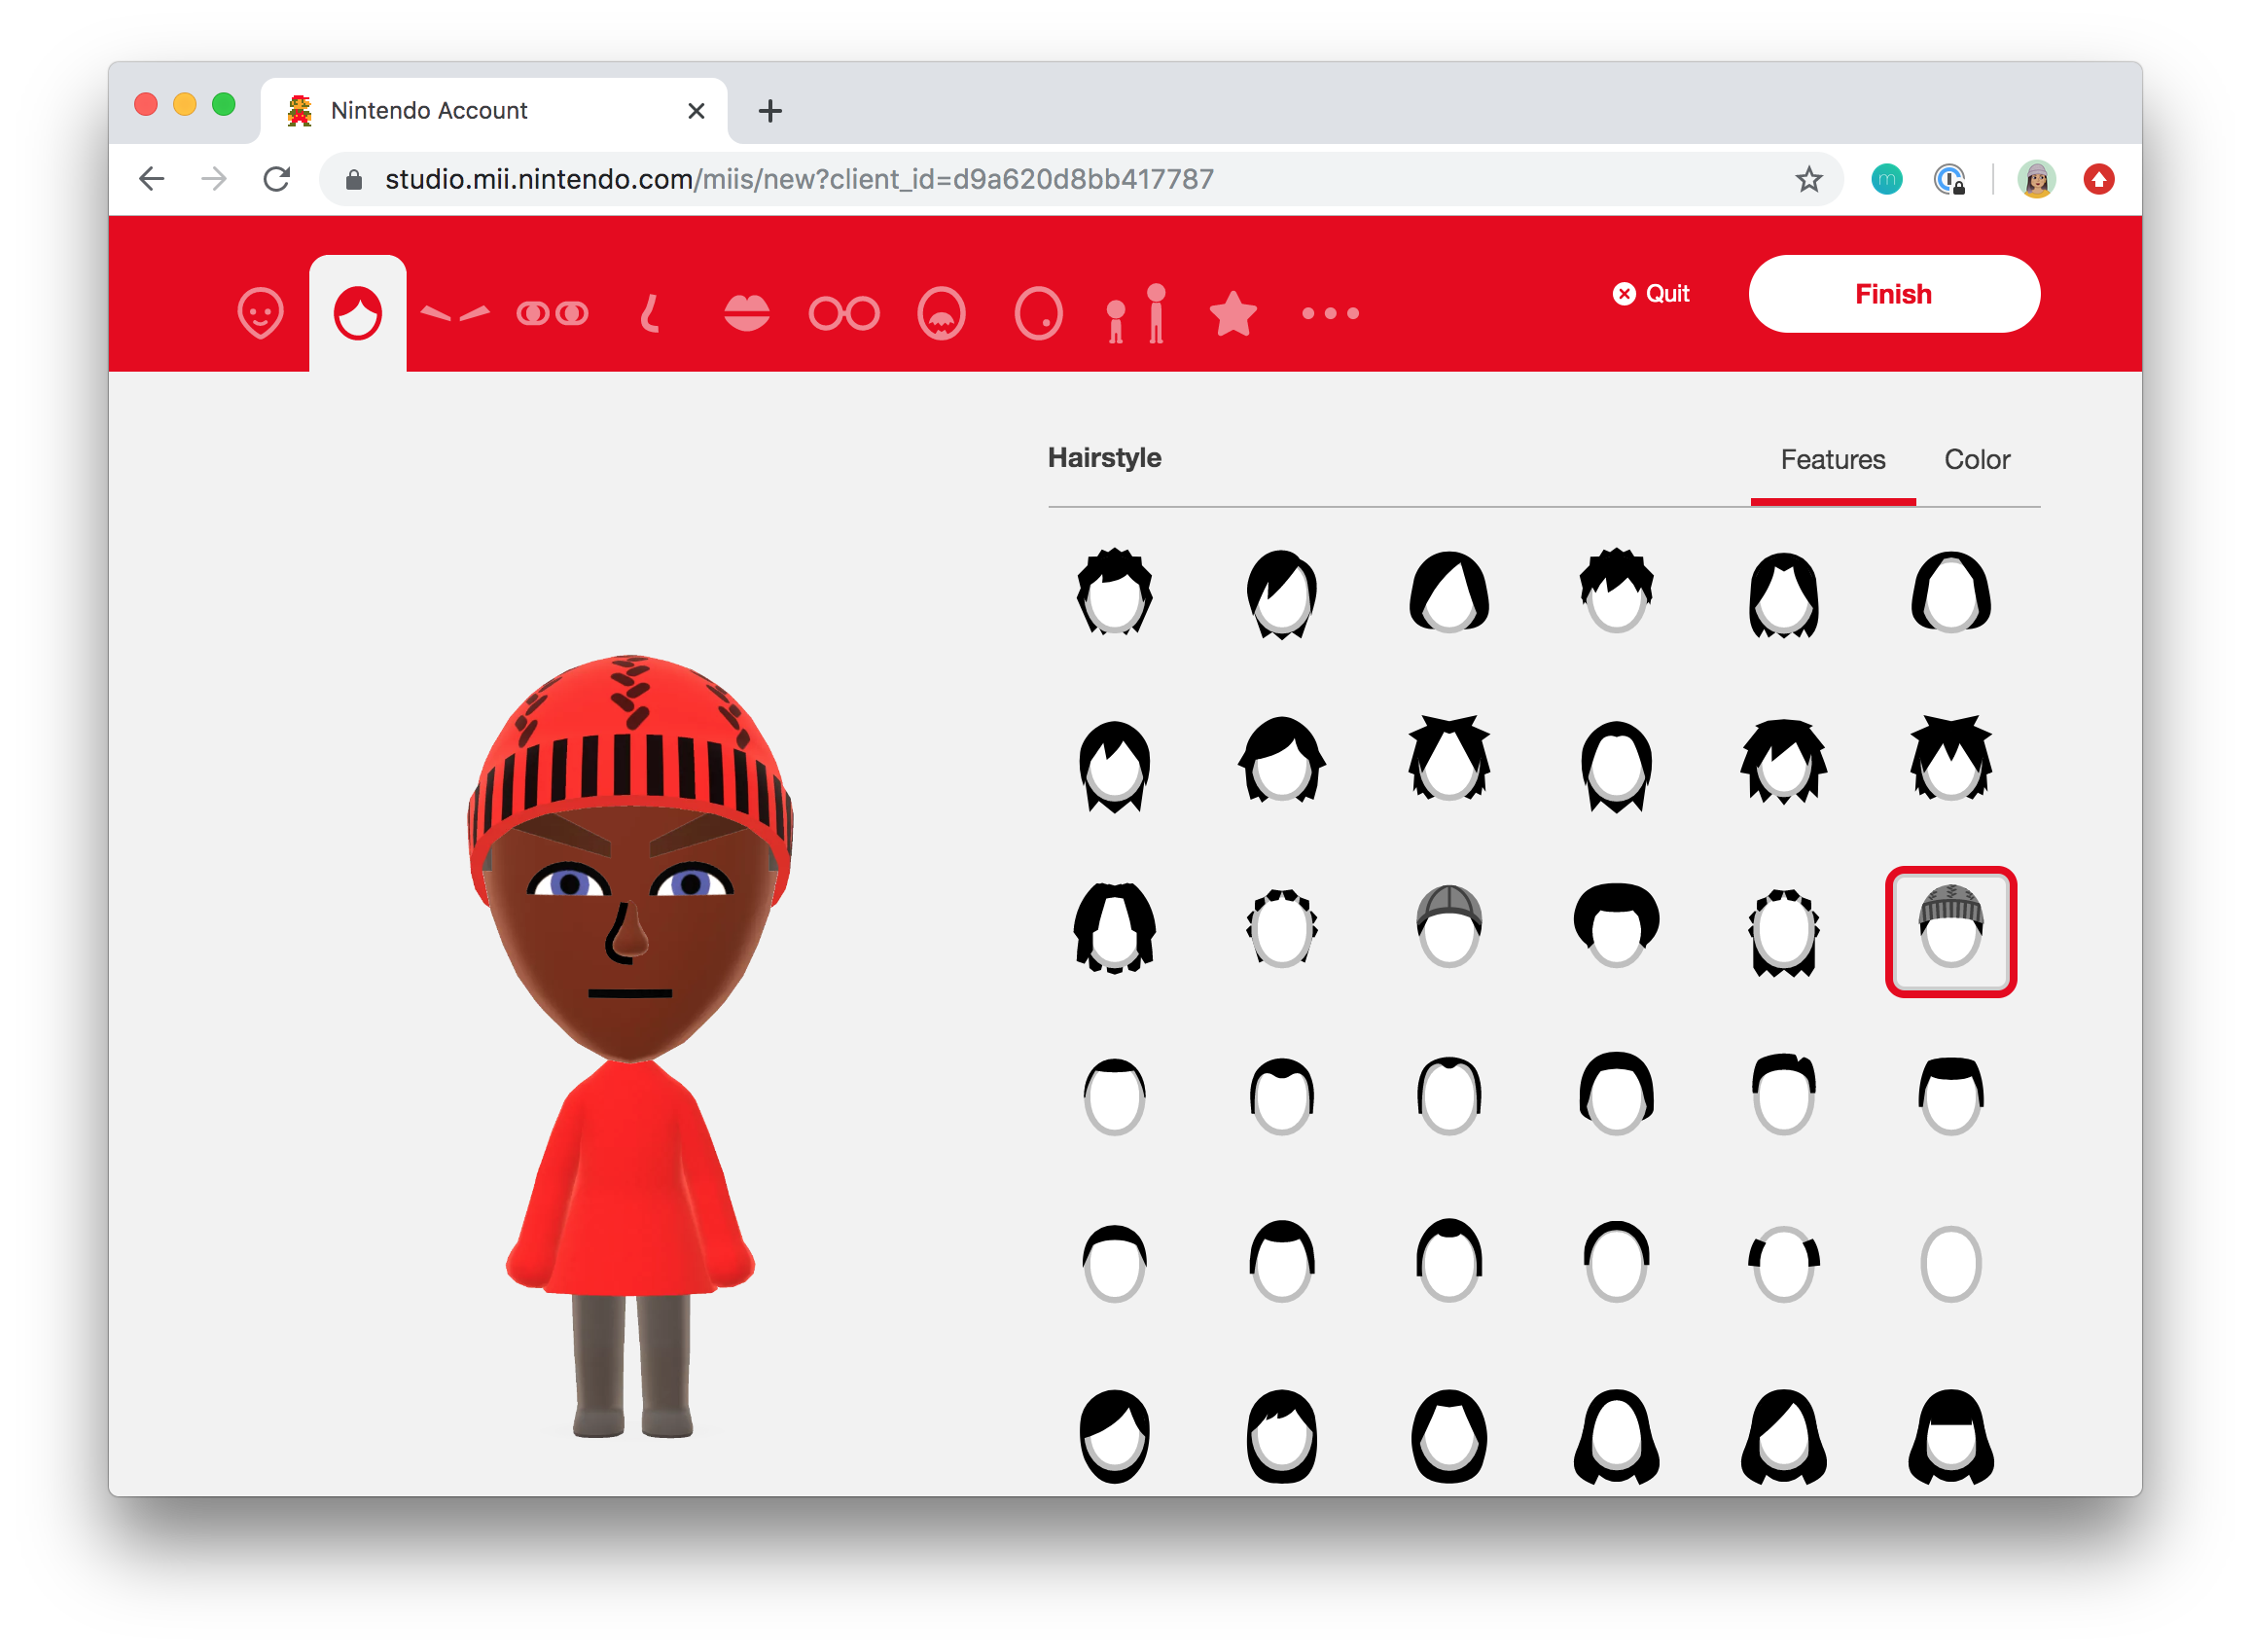 Nintendo Account
studio.mii.nintendo.com/miis/new?client_id=d9a620d8bb417787
m
Quit
Finish
Hairstyle
Features
Color